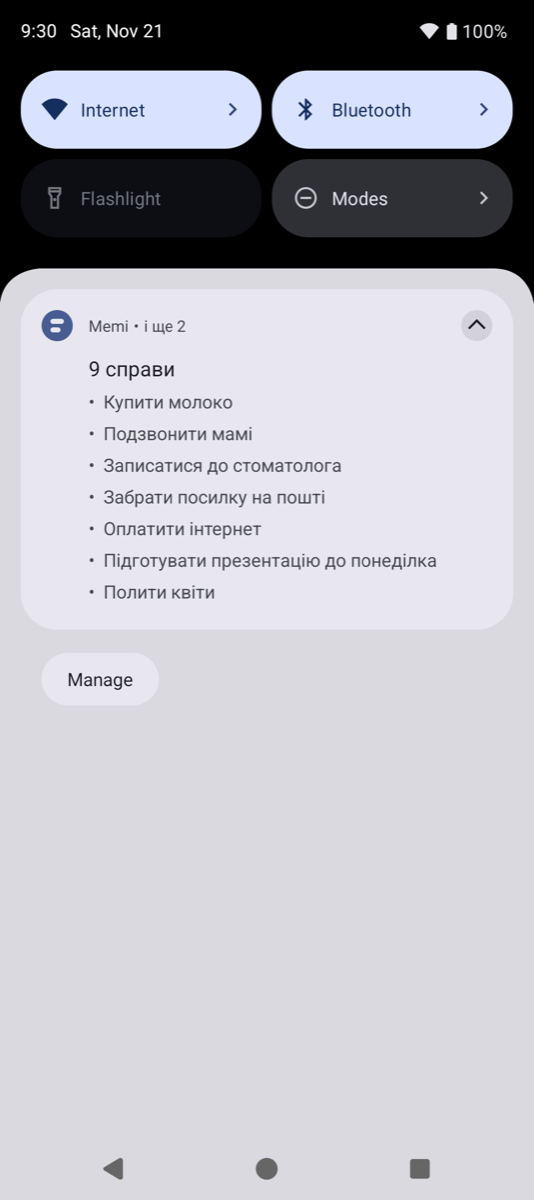 9:30 Sat, Nov 21 100%
Internet
Bluetooth
Flashlight
Modes
Memi • і ще 2
9 справи
• Купити молоко
• Подзвонити мамі
• Записатися до стоматолога
• Забрати посилку на пошті
• Оплатити інтернет
• Підготувати презентацію до понеділка
• Полити квіти
Manage